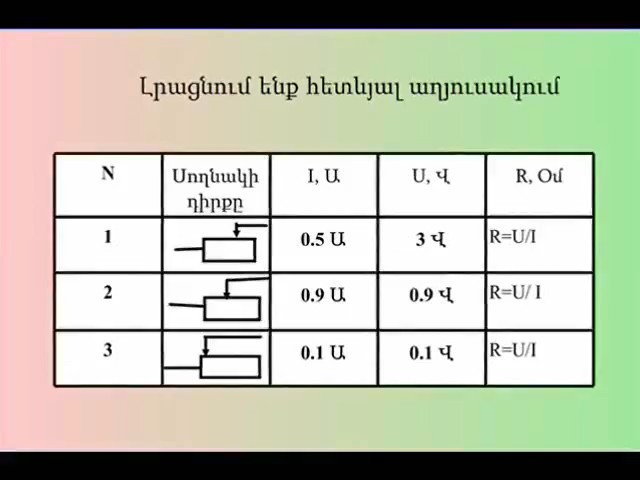 Լրացնում ենք հետևյալ աղյուսակում
N Սողնակի դիրքը I, Ա Ս, Վ R, Օմ
1 0.5 Ա 3 Վ R=U/I
2 0.9 Ա 0.9 Վ R=U/ I
3 0.1 Ա 0.1 Վ R=U/I